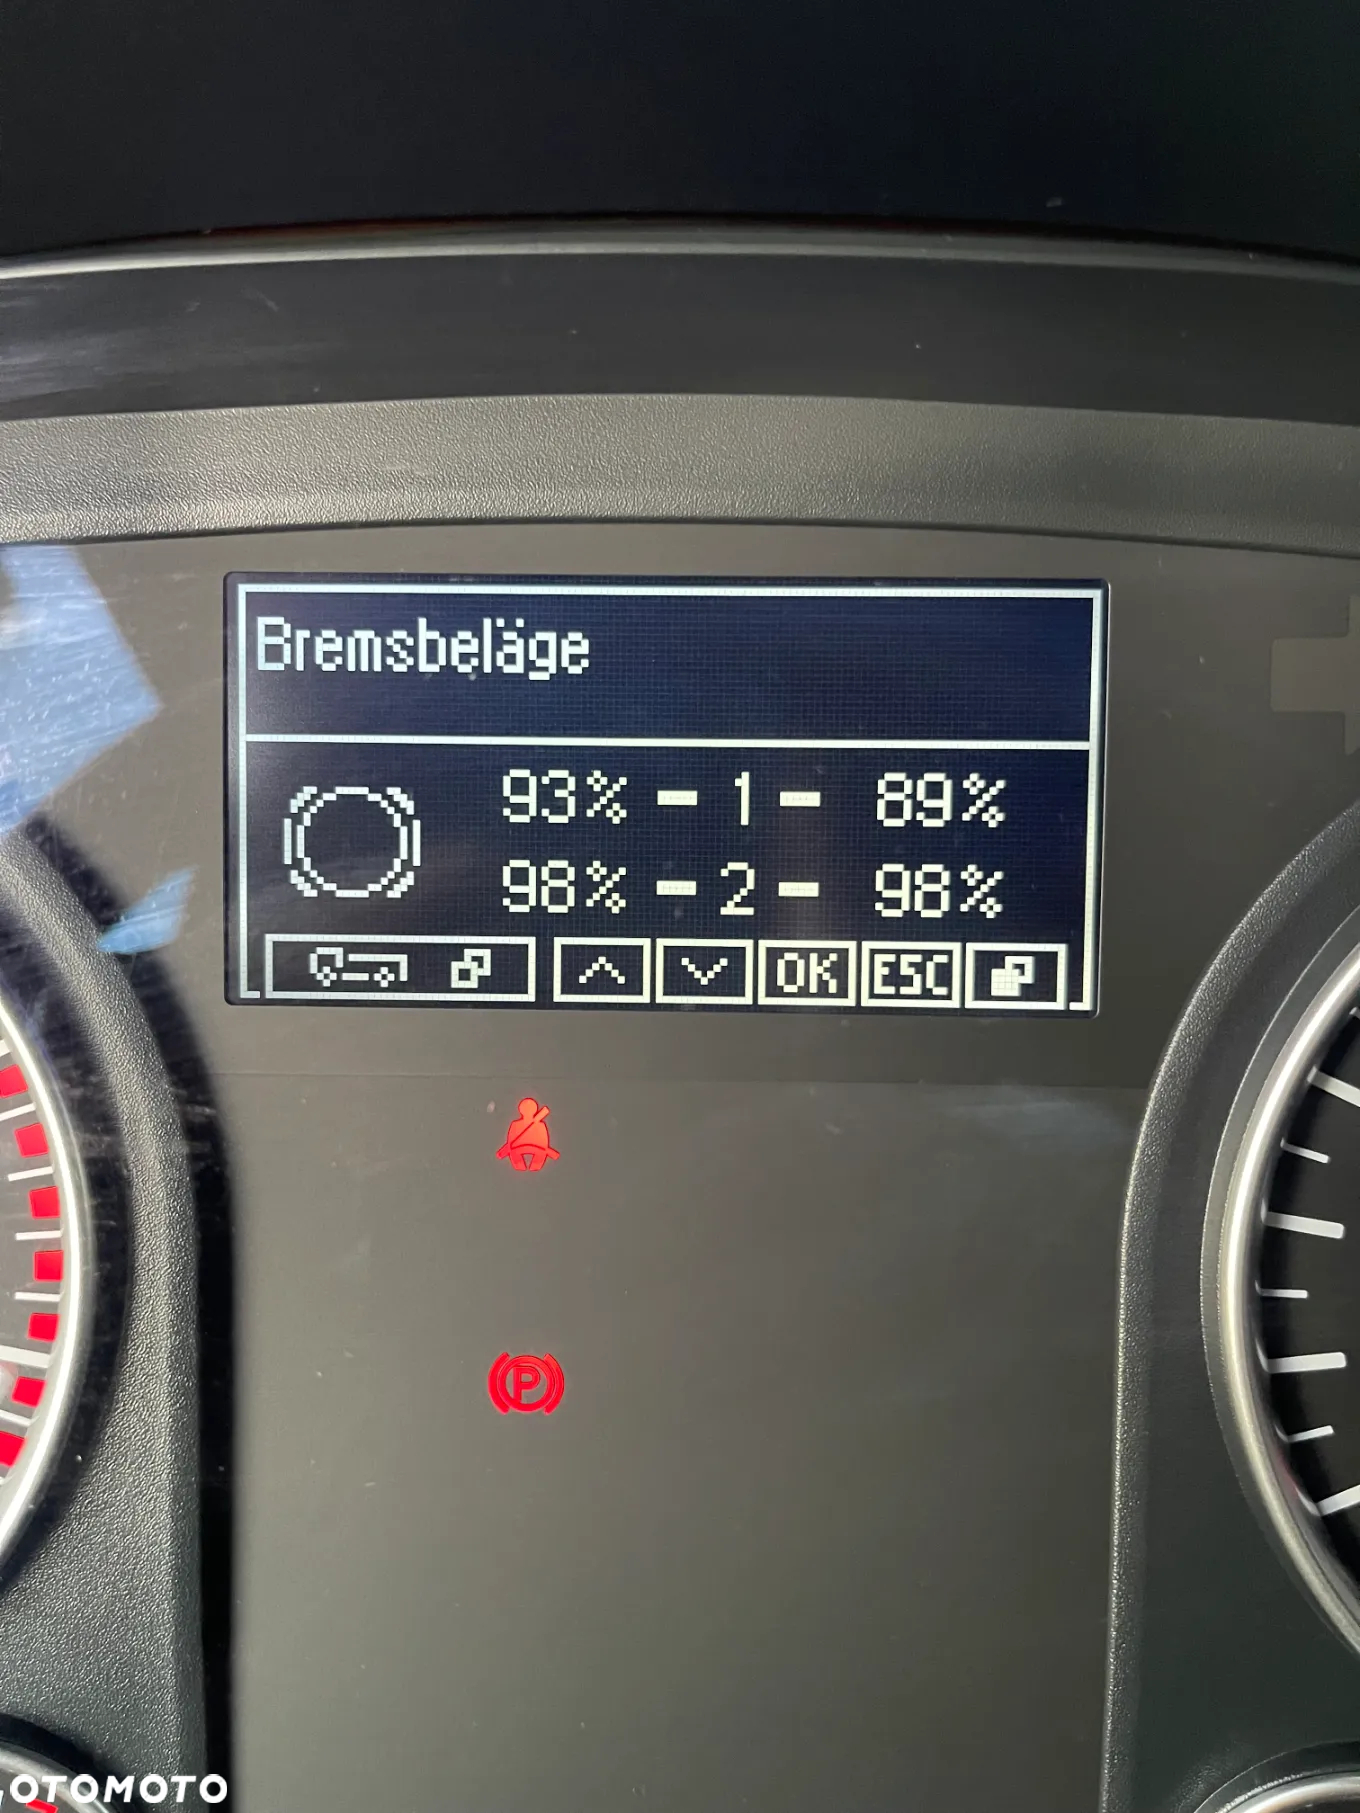 Bremsbeläge
93% - 1 - 89%
98% - 2 - 98%
OK ESC
P
OTOMOTO